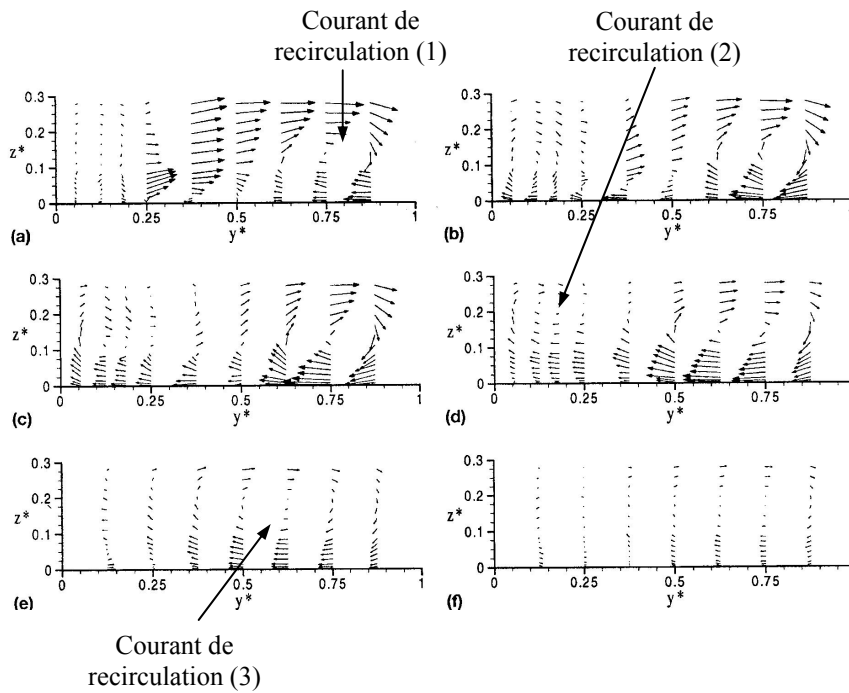 Courant de
recirculation (1)
Courant de
recirculation (2)
0.3
0.2
z*
0.1
0
0 0.25 0.5 0.75 1
(a) y*
0.3
0.2
z*
0.1
0
0 0.25 0.5 0.75
(b) y*
0.3
0.2
z*
0.1
0
0 0.25 0.5 0.75 1
(c) y*
0.3
0.2
z*
0.1
0
0 0.25 0.5 0.75
(d) y*
0.3
0.2
z*
0.1
0
0 0.25 0.5 0.75 1
(e) y*
0.3
0.2
z*
0.1
0
0 0.25 0.5 0.75
(f) y*
Courant de
recirculation (3)